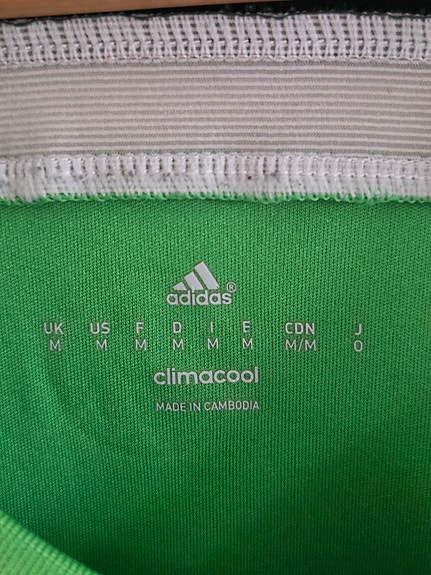 adidas®
UK US F D I E CDN J
M M M M M M M/M O
climacool
MADE IN CAMBODIA